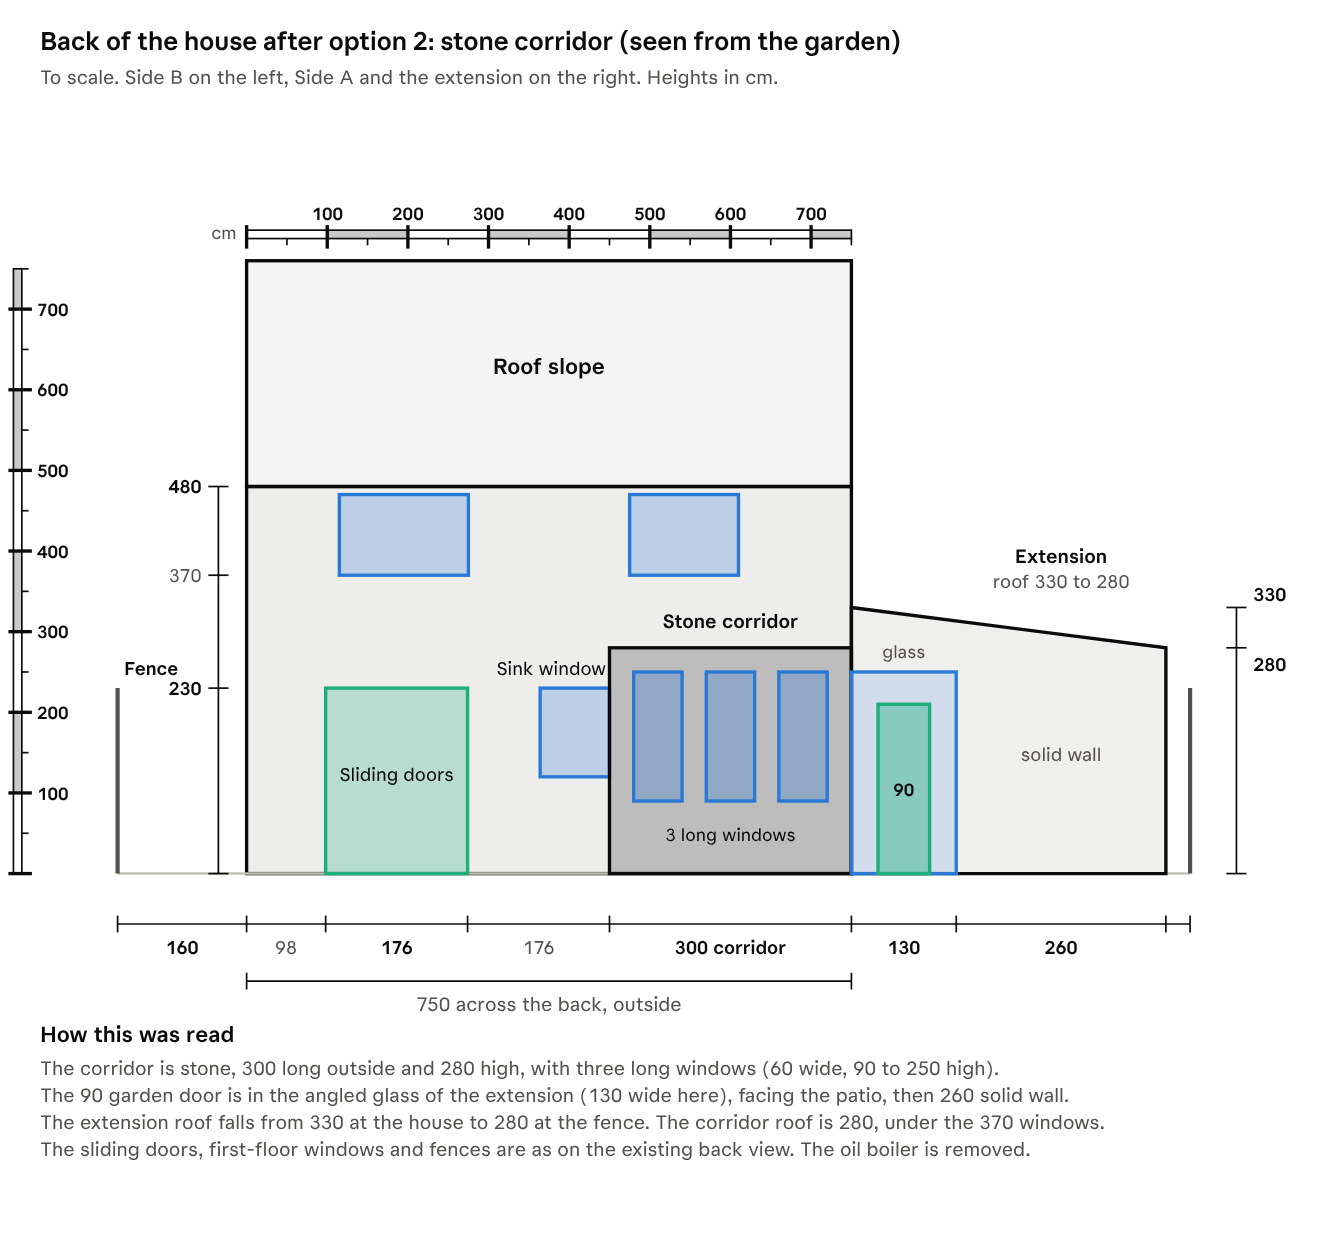 Back of the house after option 2: stone corridor (seen from the garden)
To scale. Side B on the left, Side A and the extension on the right. Heights in cm.
cm 100 200 300 400 500 600 700
700
600
500
400
300
200
100
Roof slope
480
370
230
Fence
Sink window
Stone corridor
Sliding doors
3 long windows
Extension
roof 330 to 280
330
280
glass
90
solid wall
160 98 176 176 300 corridor 130 260
750 across the back, outside
How this was read
The corridor is stone, 300 long outside and 280 high, with three long windows (60 wide, 90 to 250 high).
The 90 garden door is in the angled glass of the extension (130 wide here), facing the patio, then 260 solid wall.
The extension roof falls from 330 at the house to 280 at the fence. The corridor roof is 280, under the 370 windows.
The sliding doors, first-floor windows and fences are as on the existing back view. The oil boiler is removed.